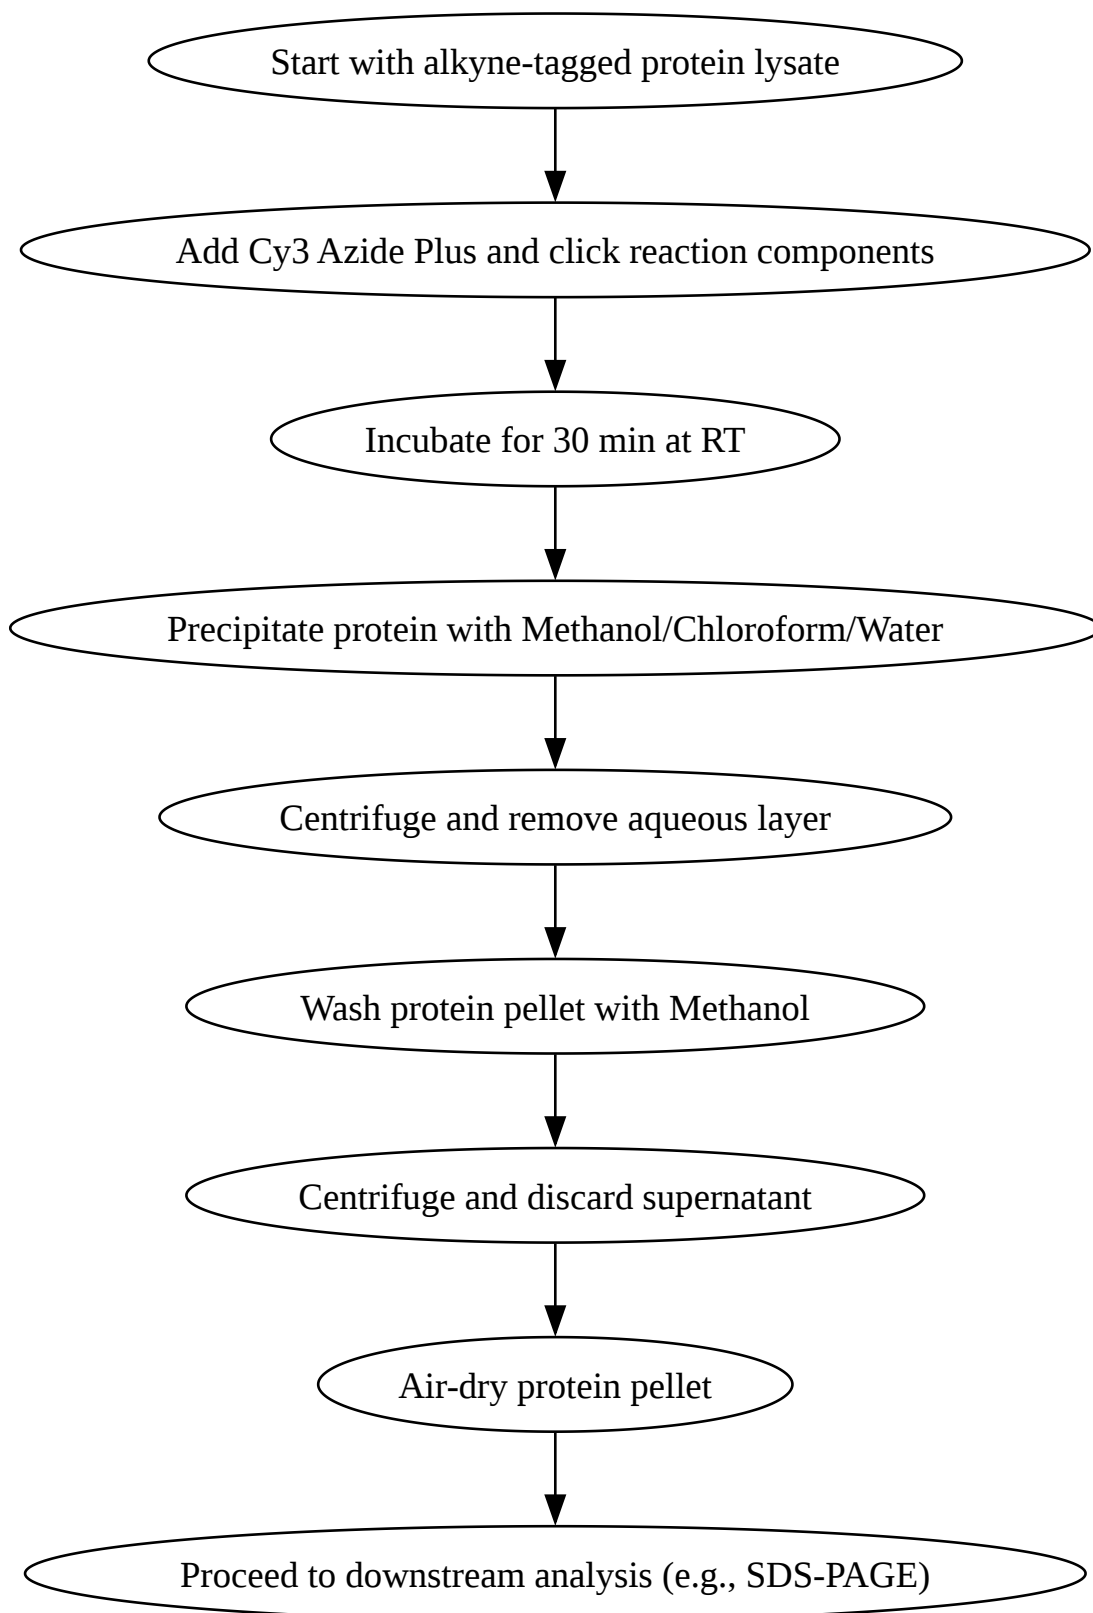 Start with alkyne-tagged protein lysate
Add Cy3 Azide Plus and click reaction components
Incubate for 30 min at RT
Precipitate protein with Methanol/Chloroform/Water
Centrifuge and remove aqueous layer
Wash protein pellet with Methanol
Centrifuge and discard supernatant
Air-dry protein pellet
Proceed to downstream analysis (e.g., SDS-PAGE)